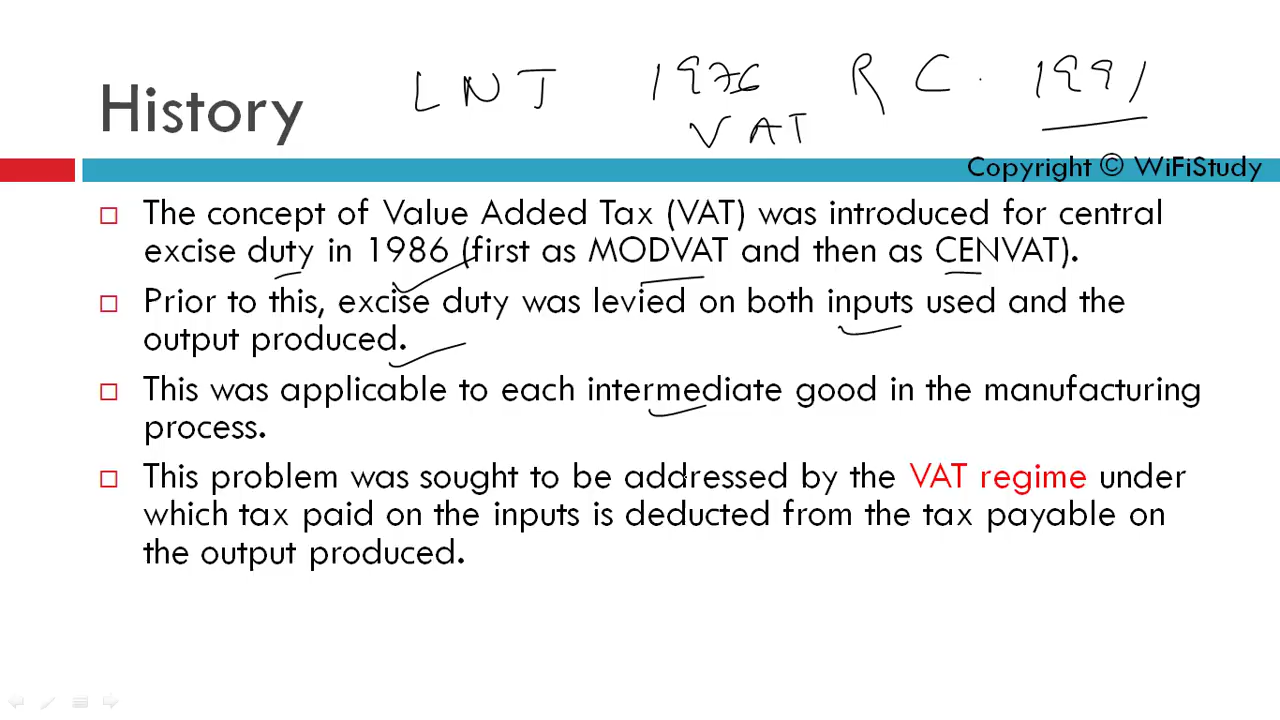 LNJ 1976 RC. 1991
History
VAT
Copyright © WiFiStudy
□ The concept of Value Added Tax (VAT) was introduced for central
excise duty in 1986 (first as MODVAT and then as CENVAT).
□ Prior to this, excise duty was levied on both inputs used and the
output produced.
□ This was applicable to each intermediate good in the manufacturing
process.
□ This problem was sought to be addressed by the VAT regime under
which tax paid on the inputs is deducted from the tax payable on
the output produced.